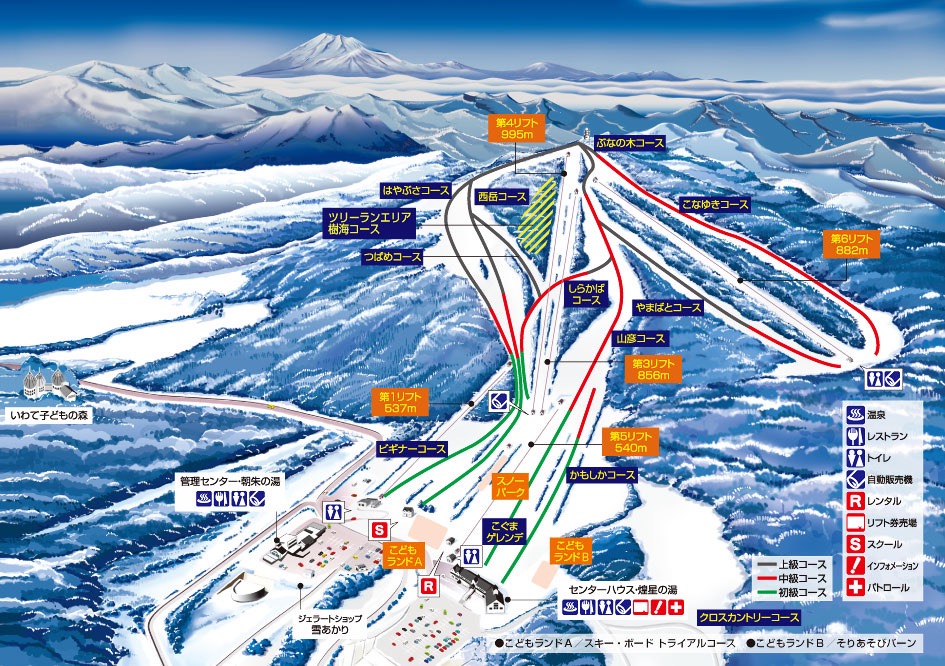 第4リフト
995m
ぶなの木コース
はやぶさコース
西岳コース
こなゆきコース
ツリーランエリア
樹海コース
第6リフト
882m
つばめコース
しらかば
コース
やまばとコース
山彦コース
第3リフト
856m
いわて子どもの森
第1リフト
537m
第5リフト
540m
ビギナーコース
かもしかコース
スノー
パーク
管理センター・朝朱の湯
S
こども
ランドA
こぐま
ゲレンデ
こども
ランドB
R
センターハウス・煌星の湯
ジェラートショップ
雪あかり
クロスカントリーコース
温泉
レストラン
トイレ
自動販売機
R レンタル
リフト券売場
S スクール
インフォメーション
パトロール
上級コース
中級コース
初級コース
●こどもランドA／スキー・ボード トライアルコース ●こどもランドB／そりあそびバーン